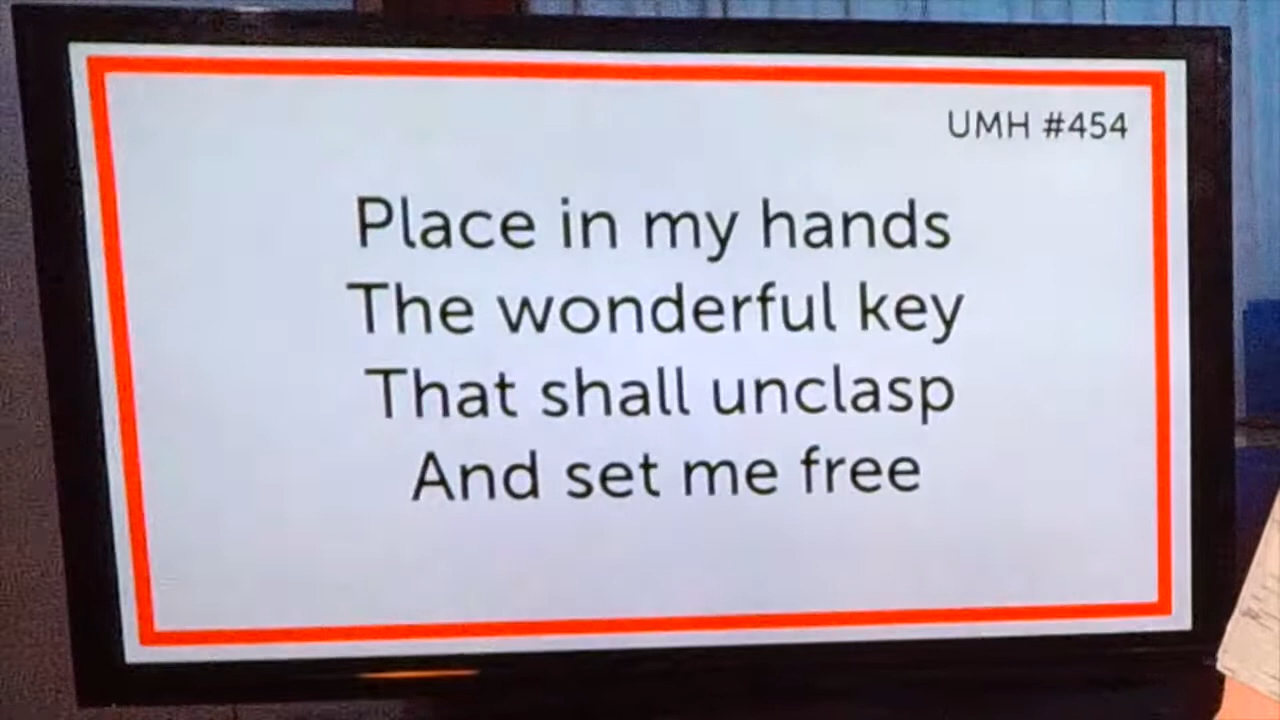 UMH #454
Place in my hands
The wonderful key
That shall unclasp
And set me free